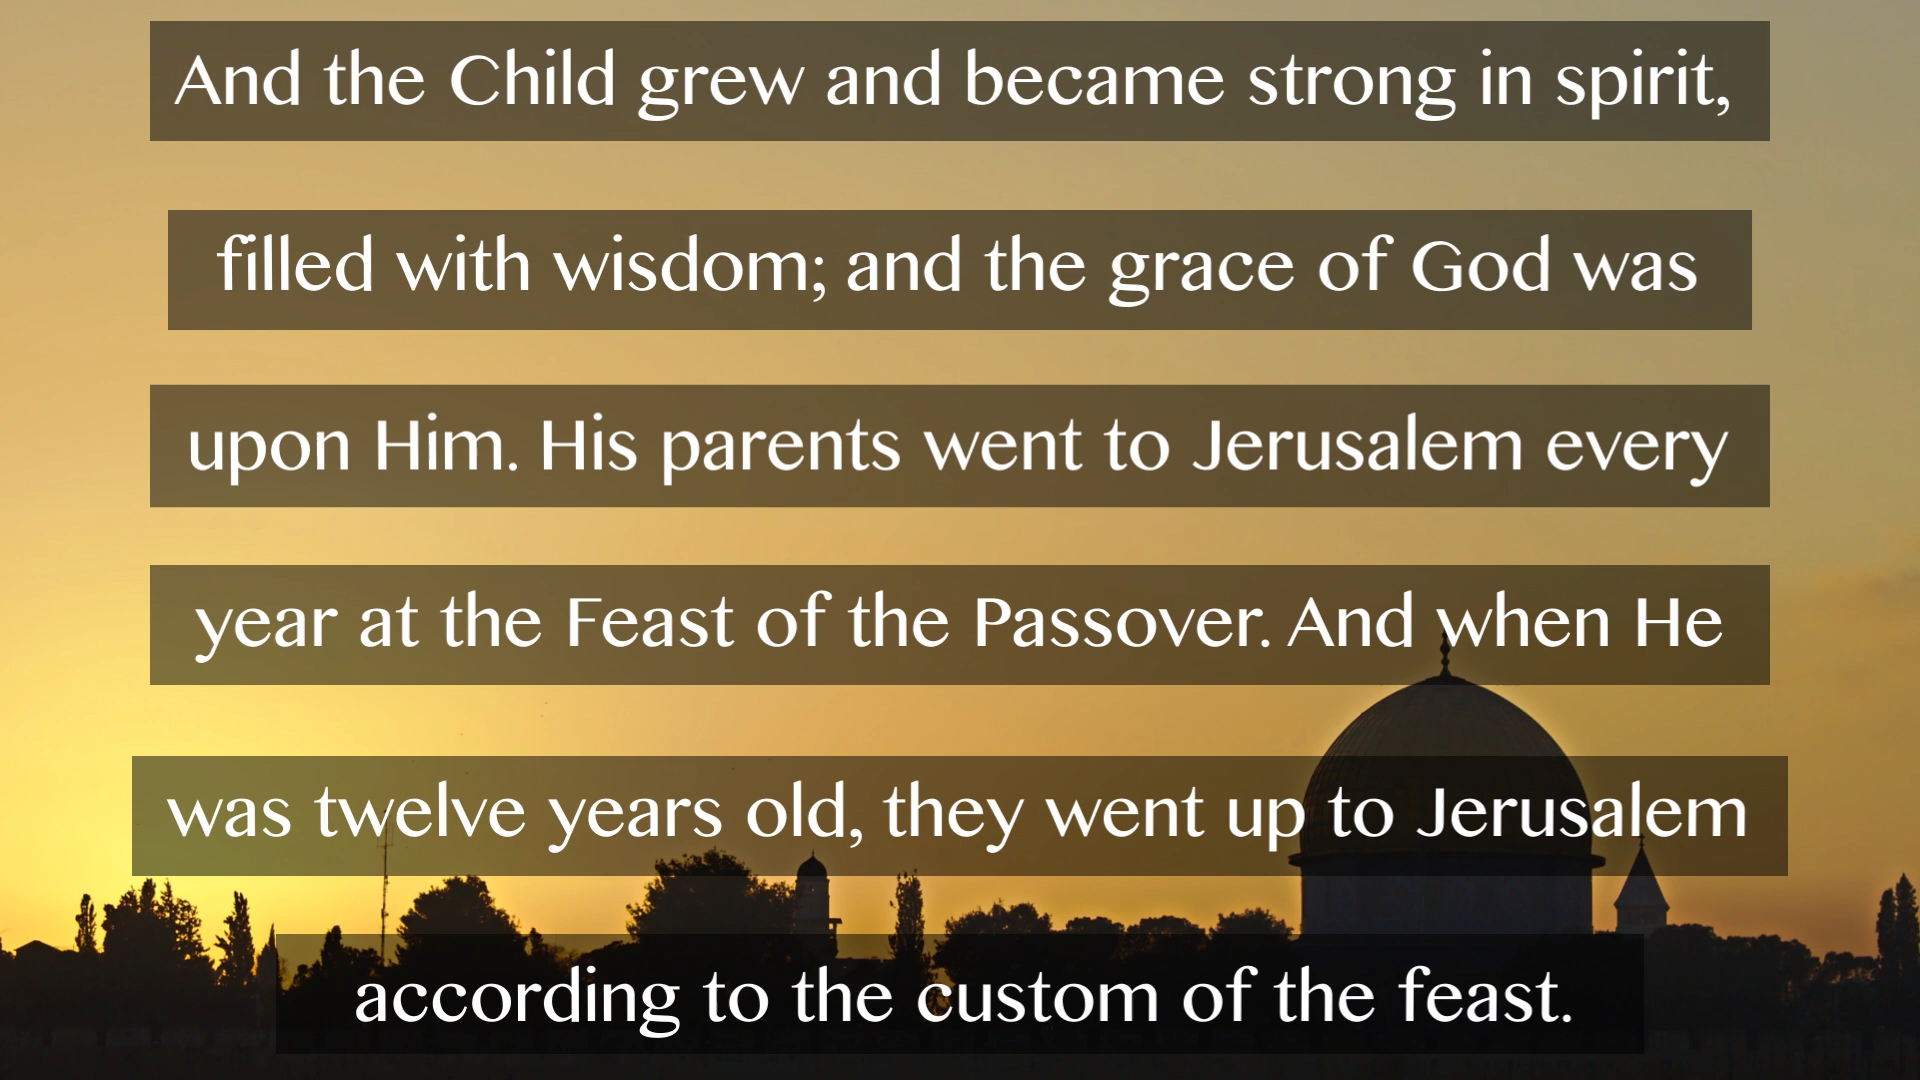 And the Child grew and became strong in spirit,
filled with wisdom; and the grace of God was
upon Him. His parents went to Jerusalem every
year at the Feast of the Passover. And when He
was twelve years old, they went up to Jerusalem
according to the custom of the feast.